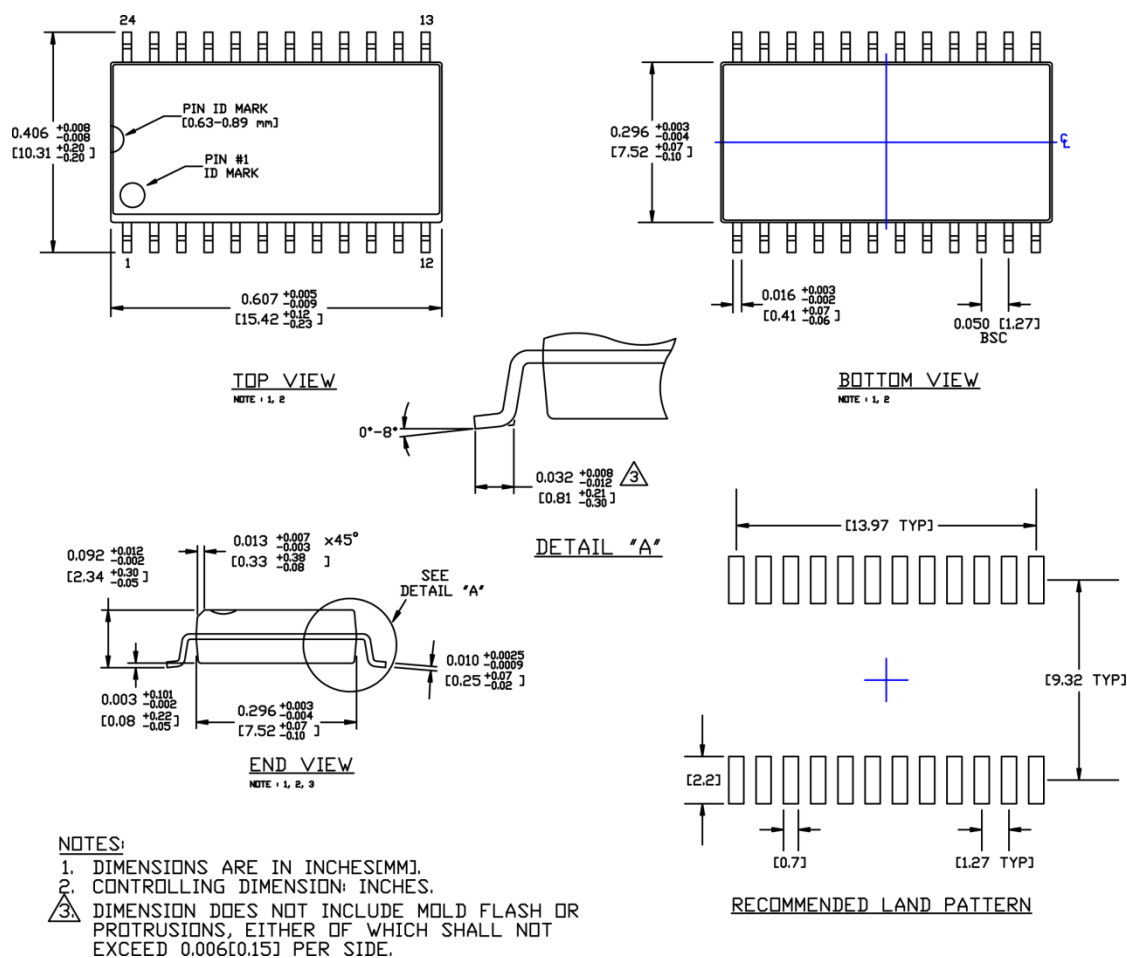 24
13
PIN ID MARK
[0.63-0.89 mm]
0.406 +0.008 -0.008
[10.31 +0.20 -0.20 ]
PIN #1
ID MARK
1
12
0.607 +0.005 -0.009
[15.42 +0.12 -0.23 ]
TOP VIEW
NOTE : 1, 2
0.296 +0.003 -0.004
[7.52 +0.07 -0.10 ]
℄
0.016 +0.003 -0.002
[0.41 +0.07 -0.06 ]
0.050 [1.27]
BSC
BOTTOM VIEW
NOTE : 1, 2
0°-8°
0.032 +0.008 -0.012
[0.81 +0.21 -0.30 ]
3
DETAIL "A"
0.092 +0.012 -0.002
[2.34 +0.30 -0.05 ]
0.013 +0.007 -0.003 x45°
[0.33 +0.38 -0.08 ]
SEE
DETAIL "A"
0.010 +0.0025 -0.0009
[0.25 +0.07 -0.02 ]
0.003 +0.101 -0.002
[0.08 +0.22 -0.05 ]
0.296 +0.003 -0.004
[7.52 +0.07 -0.10 ]
END VIEW
NOTE : 1, 2, 3
[13.97 TYP]
[9.32 TYP]
[2.2]
[0.7]
[1.27 TYP]
RECOMMENDED LAND PATTERN
NOTES:
1. DIMENSIONS ARE IN INCHES[MM].
2. CONTROLLING DIMENSION: INCHES.
3. DIMENSION DOES NOT INCLUDE MOLD FLASH OR
PROTRUSIONS, EITHER OF WHICH SHALL NOT
EXCEED 0.006[0.15] PER SIDE.